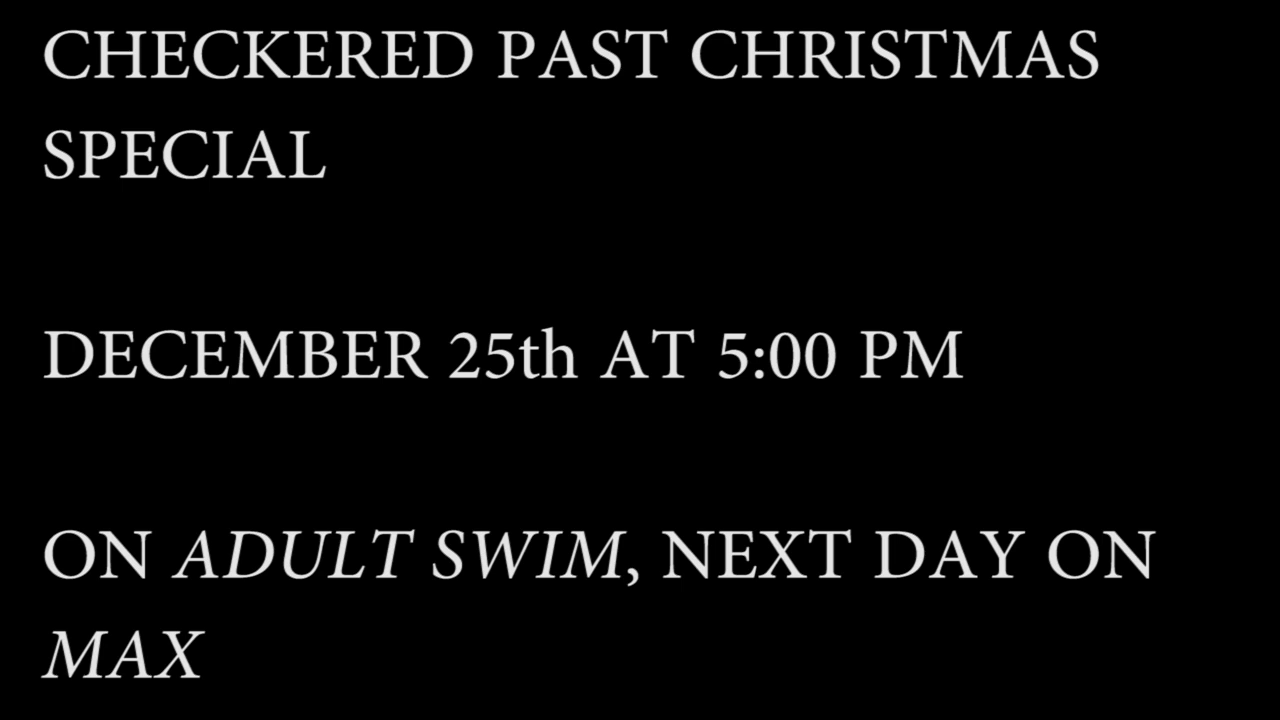 CHECKERED PAST CHRISTMAS
SPECIAL
DECEMBER 25th AT 5:00 PM
ON ADULT SWIM, NEXT DAY ON
MAX